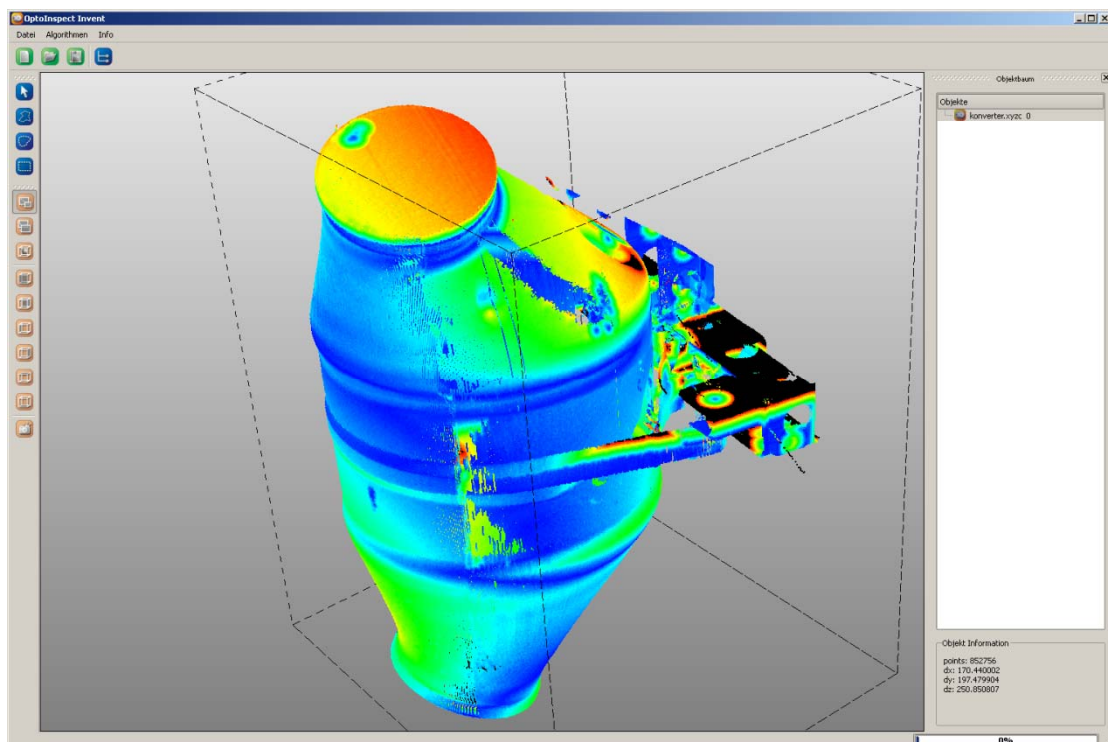 OptoInspect Invent
Datei Algorithmen Info
Objektbaum
Objekte
konverter.xyzc 0
Objekt Information
points: 852756
dx: 170.440002
dy: 197.479904
dz: 250.850807
0%